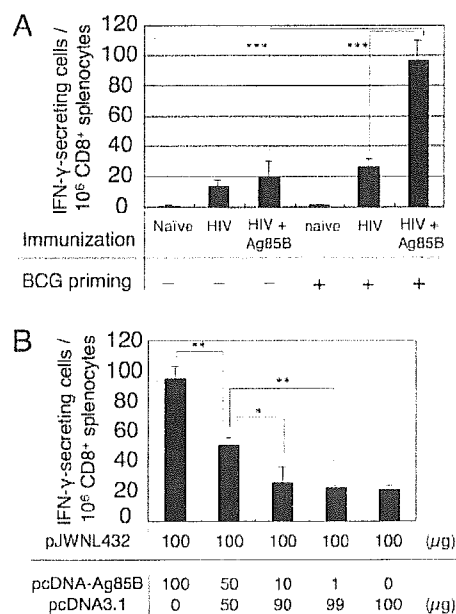 A
IFN-γ-secreting cells /
10⁶ CD8⁺ splenocytes
120
100
80
60
40
20
0
***
***
Naïve HIV HIV + Ag85B naive HIV HIV + Ag85B
Immunization
BCG priming − − − + + +
B
IFN-γ-secreting cells /
10⁶ CD8⁺ splenocytes
120
100
80
60
40
20
0
**
**
*
pJWNL432 100 100 100 100 100 (µg)
pcDNA-Ag85B 100 50 10 1 0
pcDNA3.1 0 50 90 99 100 (µg)